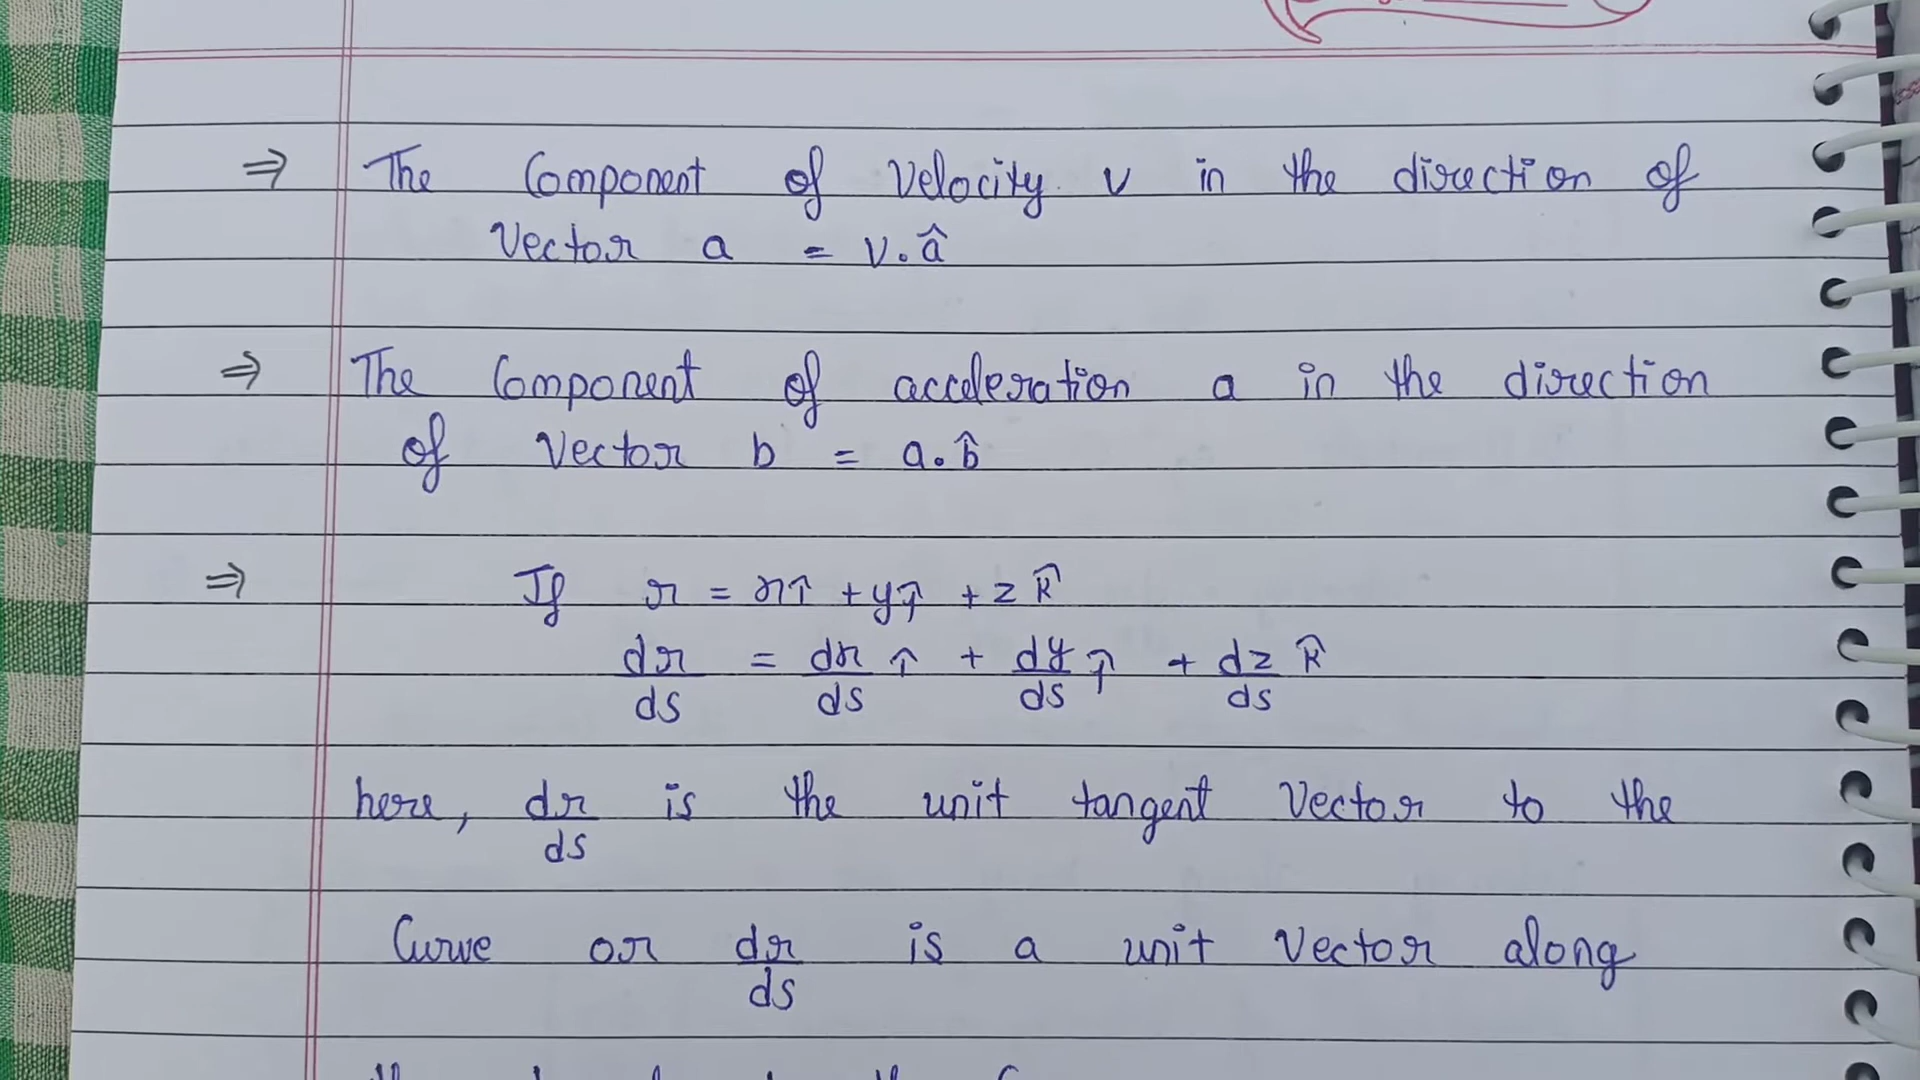 ⇒ The Component of Velocity v in the direction of
Vector a = v.â
⇒ The Component of acceleration a in the direction
of Vector b = a.b̂
⇒ If r = xî + yĵ + zk̂
dr/ds = dx/ds î + dy/ds ĵ + dz/ds k̂
here, dr/ds is the unit tangent Vector to the
Curve or dr/ds is a unit Vector along